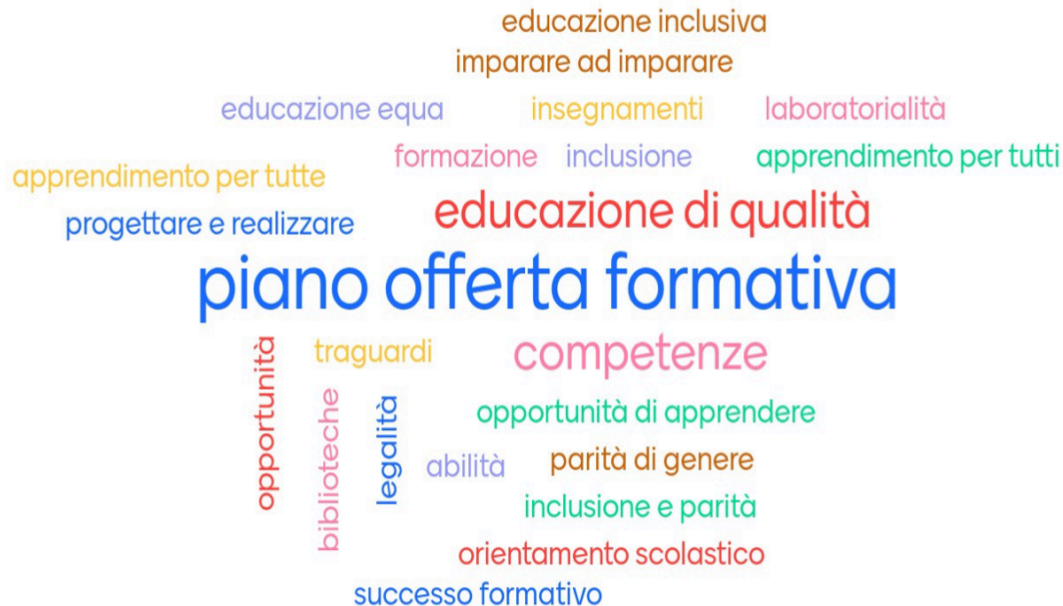 educazione inclusiva
imparare ad imparare
educazione equa
insegnamenti
laboratorialità
formazione
inclusione
apprendimento per tutti
apprendimento per tutte
educazione di qualità
progettare e realizzare
piano offerta formativa
opportunità
traguardi
competenze
biblioteche
legalità
opportunità di apprendere
abilità
parità di genere
inclusione e parità
orientamento scolastico
successo formativo